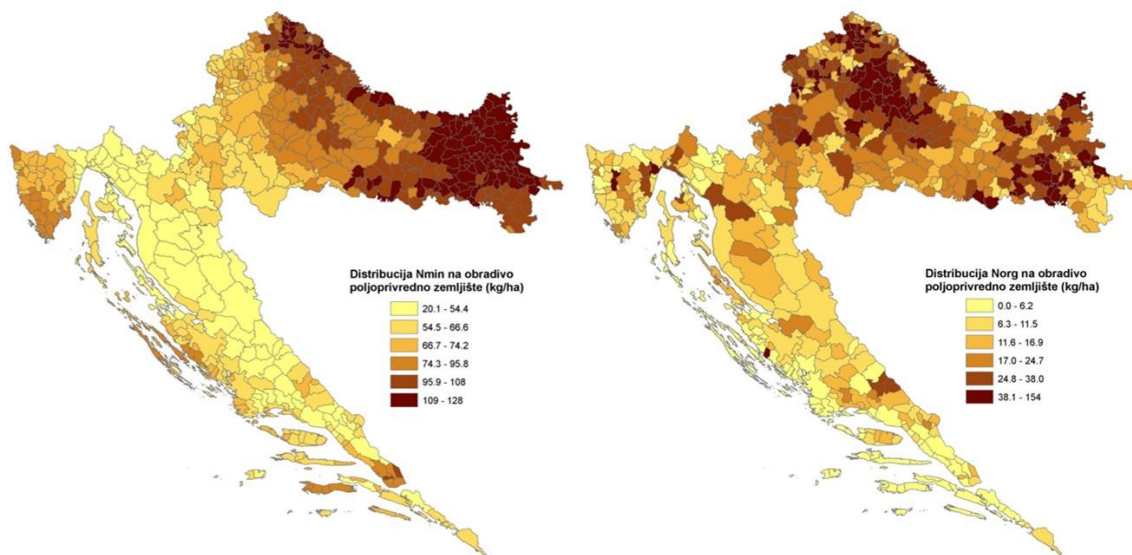 Distribucija Nmin na obradivo
poljoprivredno zemljište (kg/ha)
20.1 - 54.4
54.5 - 66.6
66.7 - 74.2
74.3 - 95.8
95.9 - 108
109 - 128
Distribucija Norg na obradivo
poljoprivredno zemljište (kg/ha)
0.0 - 6.2
6.3 - 11.5
11.6 - 16.9
17.0 - 24.7
24.8 - 38.0
38.1 - 154